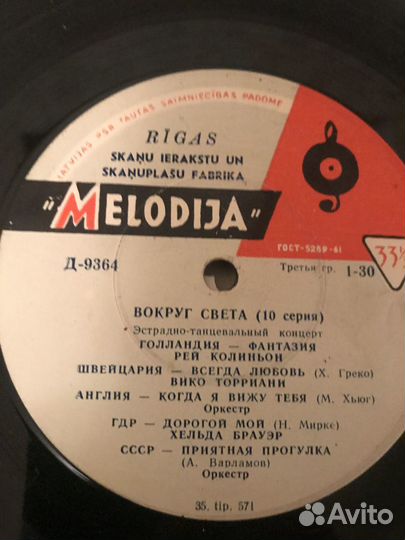 LATVIJAS PSR TAUTAS SAIMNIECĪBAS PADOME
RĪGAS
SKAŅU IERAKSTU UN
SKAŅUPLAŠU FABRIKA
"MELODIJA"
ГОСТ-5289-61
33⅓
Д-9364
Третья гр. 1-30
ВОКРУГ СВЕТА (10 серия)
Эстрадно-танцевальный концерт
ГОЛЛАНДИЯ — ФАНТАЗИЯ
РЕЙ КОЛИНЬОН
ШВЕЙЦАРИЯ — ВСЕГДА ЛЮБОВЬ (Х. Греко)
ВИКО ТОРРИАНИ
АНГЛИЯ — КОГДА Я ВИЖУ ТЕБЯ (М. Хьюг)
Оркестр
ГДР — ДОРОГОЙ МОЙ (Н. Мирке)
ХЕЛЬДА БРАУЭР
СССР — ПРИЯТНАЯ ПРОГУЛКА
(А. Варламов)
Оркестр
35. tip. 571
Avito